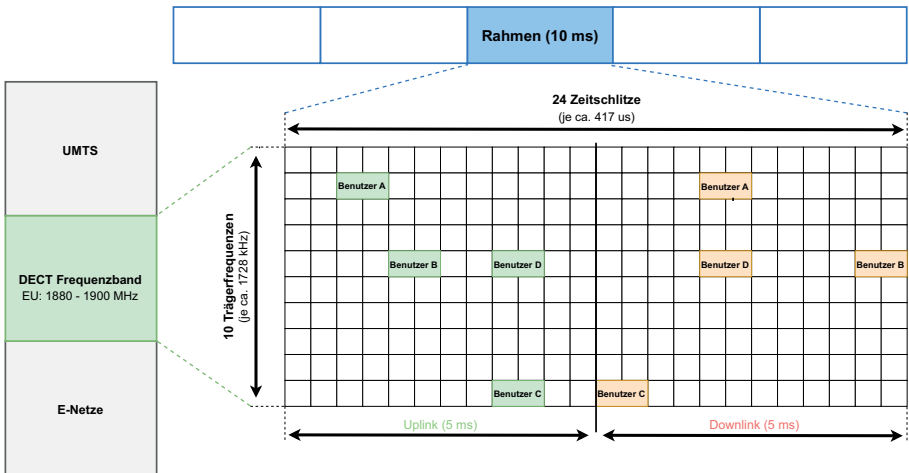 Rahmen (10 ms)
24 Zeitschlitze
(je ca. 417 us)
UMTS
DECT Frequenzband
EU: 1880 - 1900 MHz
E-Netze
10 Trägerfrequenzen
(je ca. 1728 kHz)
Benutzer A
Benutzer A
Benutzer B
Benutzer D
Benutzer D
Benutzer B
Benutzer C
Benutzer C
Uplink (5 ms)
Downlink (5 ms)